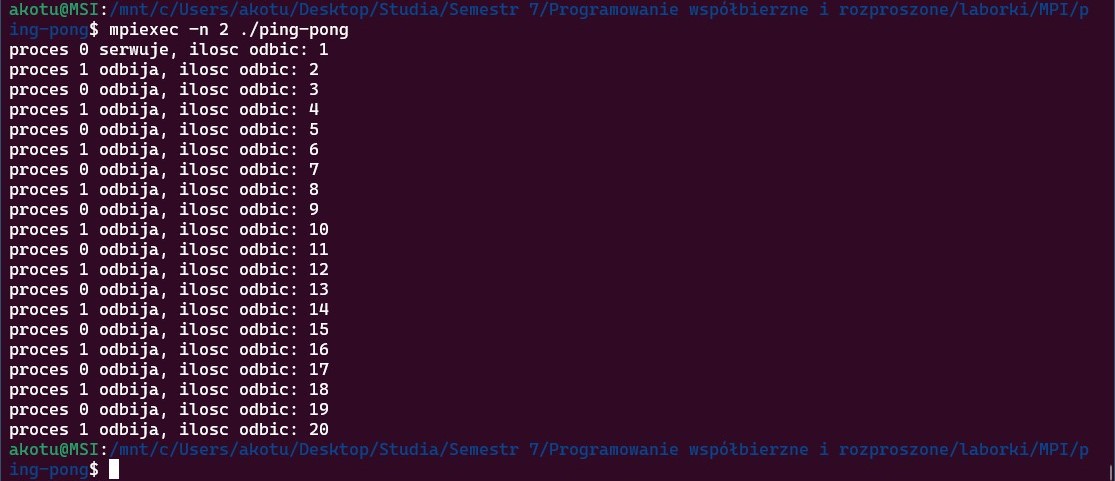 akotu@MSI:/mnt/c/Users/akotu/Desktop/Studia/Semestr 7/Programowanie współbierzne i rozproszone/laborki/MPI/p
ing-pong$ mpiexec -n 2 ./ping-pong
proces 0 serwuje, ilosc odbic: 1
proces 1 odbija, ilosc odbic: 2
proces 0 odbija, ilosc odbic: 3
proces 1 odbija, ilosc odbic: 4
proces 0 odbija, ilosc odbic: 5
proces 1 odbija, ilosc odbic: 6
proces 0 odbija, ilosc odbic: 7
proces 1 odbija, ilosc odbic: 8
proces 0 odbija, ilosc odbic: 9
proces 1 odbija, ilosc odbic: 10
proces 0 odbija, ilosc odbic: 11
proces 1 odbija, ilosc odbic: 12
proces 0 odbija, ilosc odbic: 13
proces 1 odbija, ilosc odbic: 14
proces 0 odbija, ilosc odbic: 15
proces 1 odbija, ilosc odbic: 16
proces 0 odbija, ilosc odbic: 17
proces 1 odbija, ilosc odbic: 18
proces 0 odbija, ilosc odbic: 19
proces 1 odbija, ilosc odbic: 20
akotu@MSI:/mnt/c/Users/akotu/Desktop/Studia/Semestr 7/Programowanie współbierzne i rozproszone/laborki/MPI/p
ing-pong$